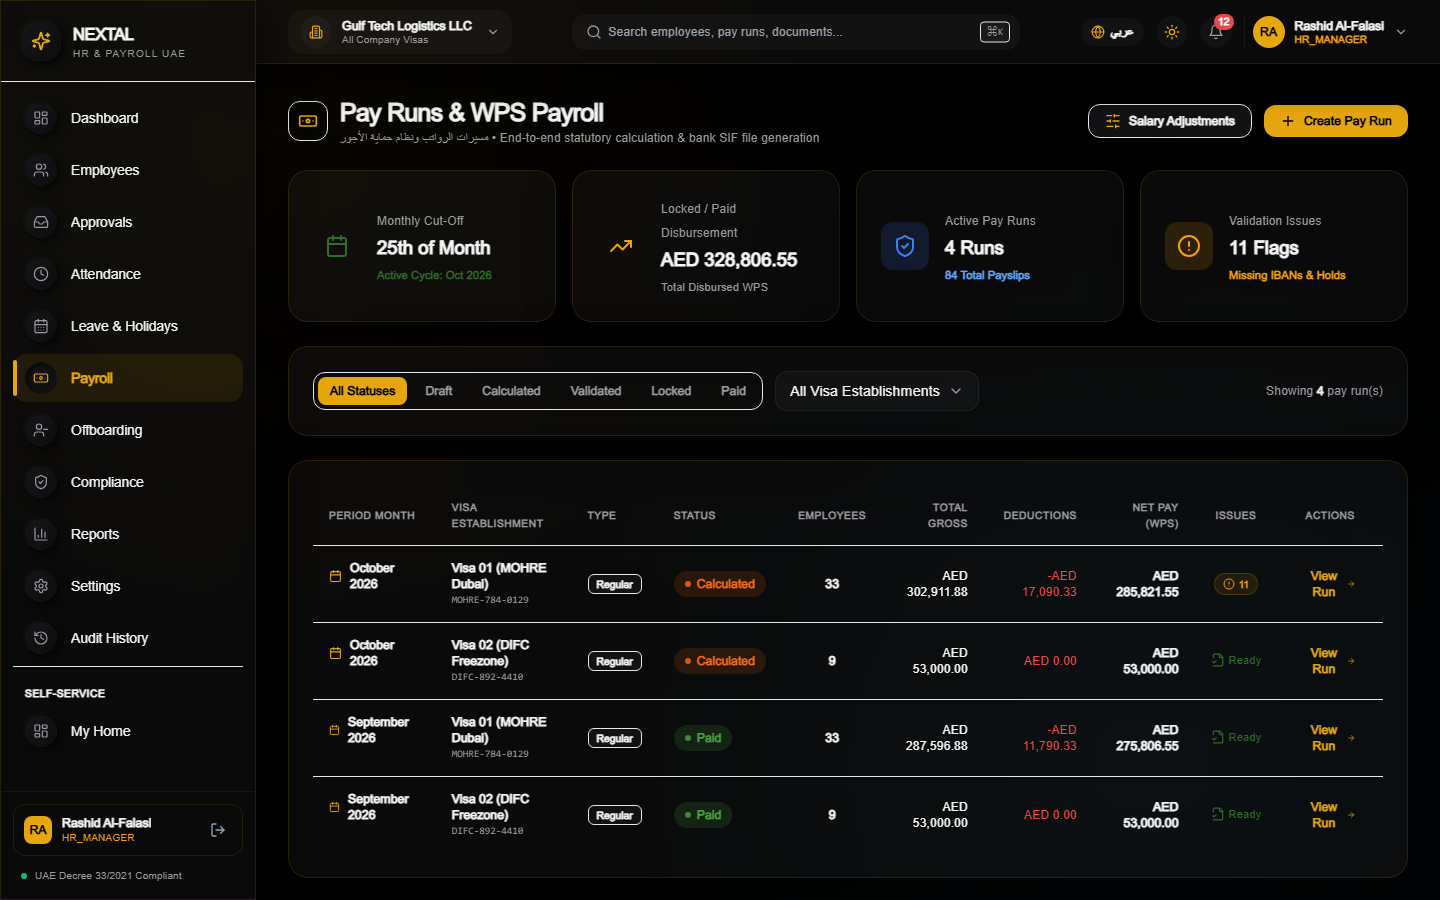 NEXTAL
HR & PAYROLL UAE
Dashboard
Employees
Approvals
Attendance
Leave & Holidays
Payroll
Offboarding
Compliance
Reports
Settings
Audit History
SELF-SERVICE
My Home
RA
Rashid Al-Falasi
HR_MANAGER
UAE Decree 33/2021 Compliant
Gulf Tech Logistics LLC
All Company Visas
Search employees, pay runs, documents...
⌘K
عربي
12
RA
Rashid Al-Falasi
HR_MANAGER
Pay Runs & WPS Payroll
مسيرات الرواتب ونظام حماية الأجور • End-to-end statutory calculation & bank SIF file generation
Salary Adjustments
Create Pay Run
Monthly Cut-Off
25th of Month
Active Cycle: Oct 2026
Locked / Paid
Disbursement
AED 328,806.55
Total Disbursed WPS
Active Pay Runs
4 Runs
84 Total Payslips
Validation Issues
11 Flags
Missing IBANs & Holds
All Statuses
Draft
Calculated
Validated
Locked
Paid
All Visa Establishments
Showing 4 pay run(s)
PERIOD MONTH
VISA
ESTABLISHMENT
TYPE
STATUS
EMPLOYEES
TOTAL
GROSS
DEDUCTIONS
NET PAY
(WPS)
ISSUES
ACTIONS
October
2026
Visa 01 (MOHRE
Dubai)
MOHRE-784-0129
Regular
Calculated
33
AED
302,911.88
-AED
17,090.33
AED
285,821.55
11
View
Run
October
2026
Visa 02 (DIFC
Freezone)
DIFC-892-4410
Regular
Calculated
9
AED
53,000.00
AED 0.00
AED
53,000.00
Ready
View
Run
September
2026
Visa 01 (MOHRE
Dubai)
MOHRE-784-0129
Regular
Paid
33
AED
287,596.88
-AED
11,790.33
AED
275,806.55
Ready
View
Run
September
2026
Visa 02 (DIFC
Freezone)
DIFC-892-4410
Regular
Paid
9
AED
53,000.00
AED 0.00
AED
53,000.00
Ready
View
Run